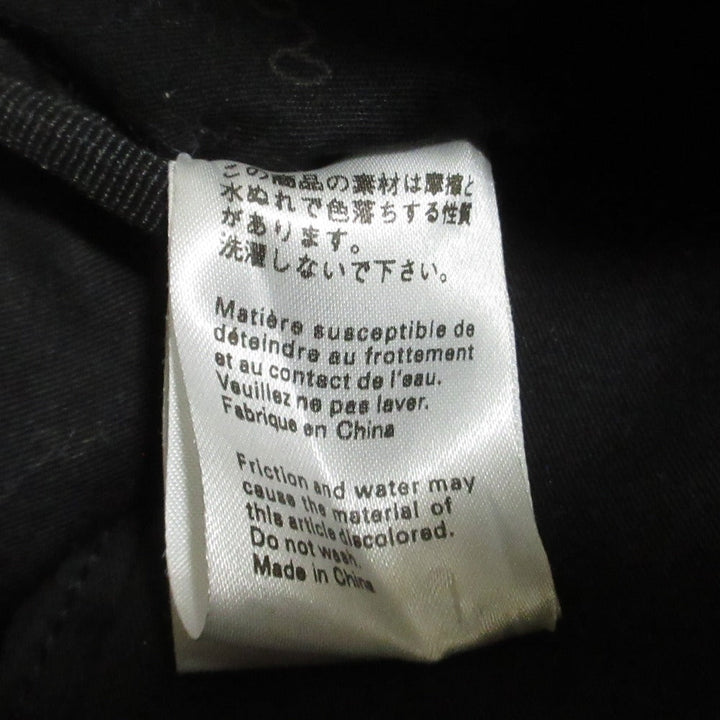 この商品の素材は摩擦と
水ぬれで色落ちする性質
があります。
洗濯しないで下さい。
Matière susceptible de
déteindre au frottement
et au contact de l'eau.
Veuillez ne pas laver.
Fabrique en China
Friction and water may
cause the material of
this article discolored.
Do not wash.
Made in China